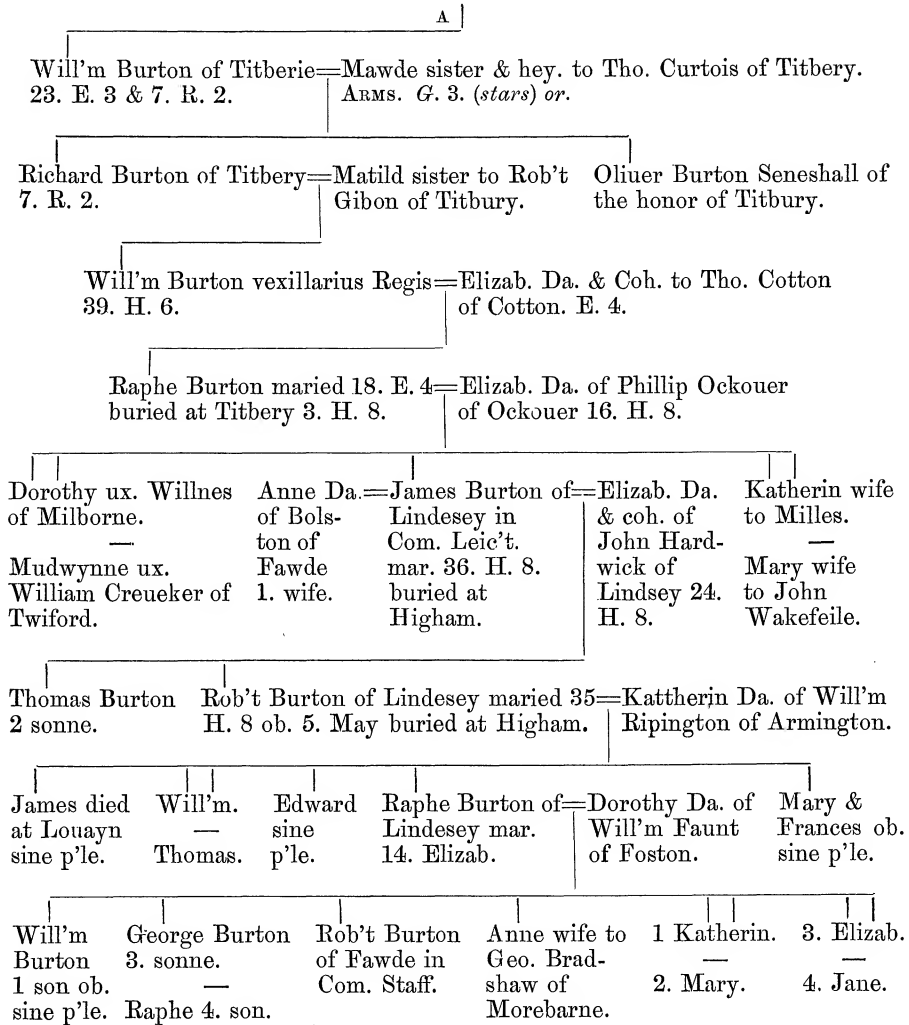 A
Will'm Burton of Titberie=Mawde sister & hey. to Tho. Curtois of Titbery.
23. E. 3 & 7. R. 2.
ARMS. G. 3. (stars) or.
Richard Burton of Titbery=Matild sister to Rob't
7. R. 2.
Gibon of Titbury.
Oliuer Burton Seneshall of
the honor of Titbury.
Will'm Burton vexillarius Regis=Elizab. Da. & Coh. to Tho. Cotton
39. H. 6.
of Cotton. E. 4.
Raphe Burton maried 18. E. 4=Elizab. Da. of Phillip Ockouer
buried at Titbery 3. H. 8.
of Ockouer 16. H. 8.
Dorothy ux. Willnes
of Milborne.
—
Mudwynne ux.
William Creueker of
Twiford.
Anne Da.=James Burton of=Elizab. Da.
of Bols-
ton of
Fawde
1. wife.
Lindesey in
Com. Leic't.
mar. 36. H. 8.
buried at
Higham.
& coh. of
John Hard-
wick of
Lindsey 24.
H. 8.
Katherin wife
to Milles.
—
Mary wife
to John
Wakefeile.
Thomas Burton
2 sonne.
Rob't Burton of Lindesey maried 35=Kattherin Da. of Will'm
H. 8 ob. 5. May buried at Higham.
Ripington of Armington.
James died
at Louayn
sine p'le.
Will'm.
—
Thomas.
Edward
sine
p'le.
Raphe Burton of=Dorothy Da. of
Lindesey mar.
14. Elizab.
Will'm Faunt
of Foston.
Mary &
Frances ob.
sine p'le.
Will'm
Burton
1 son ob.
sine p'le.
George Burton
3. sonne.
—
Raphe 4. son.
Rob't Burton
of Fawde in
Com. Staff.
Anne wife to
Geo. Brad-
shaw of
Morebarne.
1 Katherin.
—
2. Mary.
3. Elizab.
—
4. Jane.